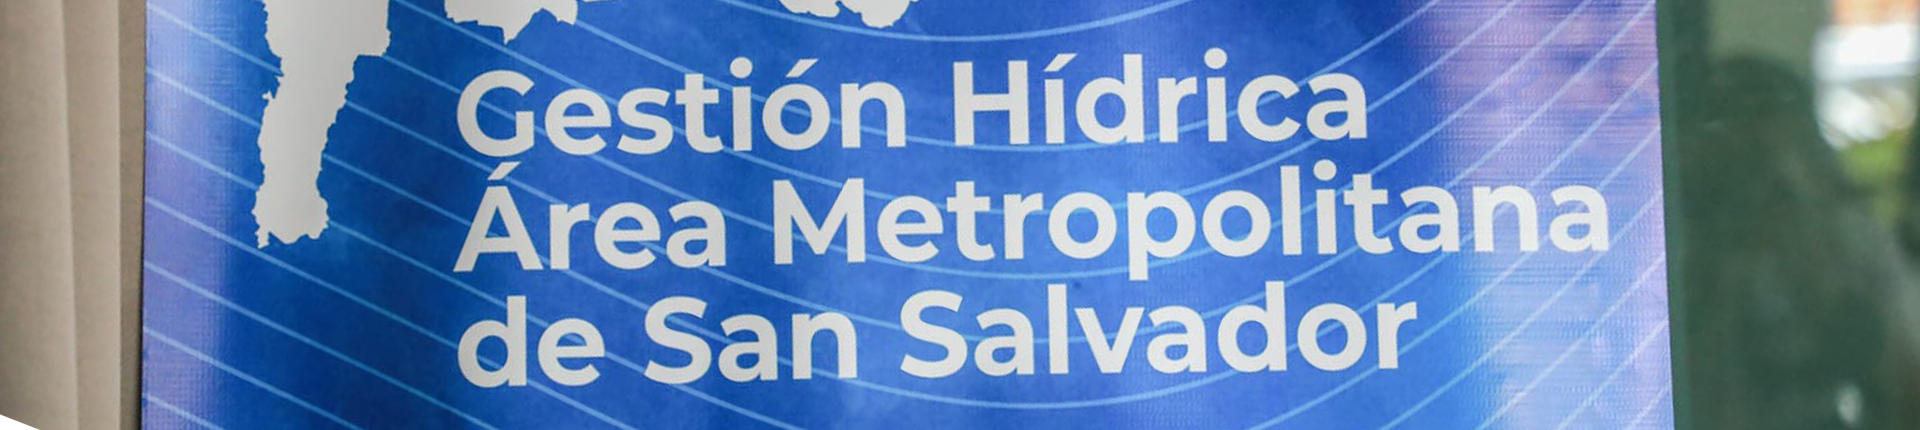 Gestión Hídrica
Área Metropolitana
de San Salvador